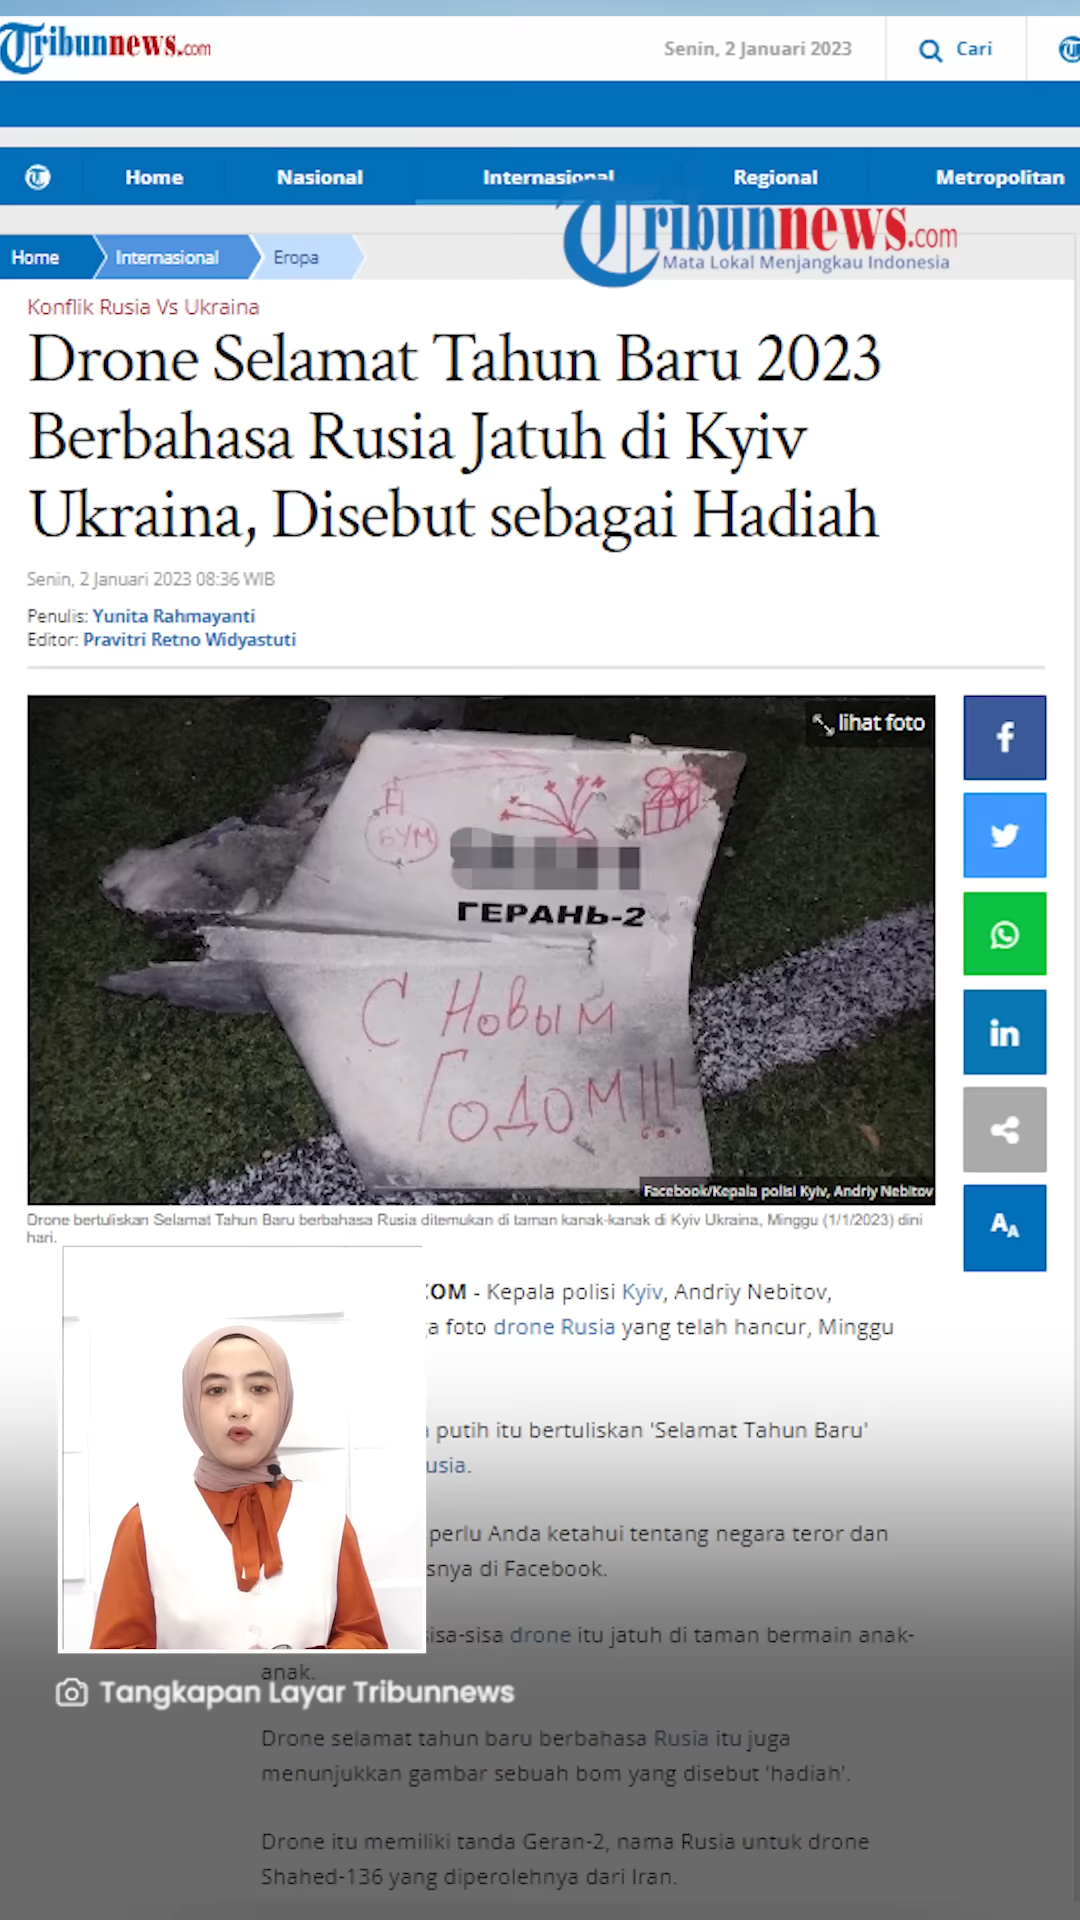 Tribunnews.com
Senin, 2 Januari 2023
Cari
Home
Nasional
Internasional
Regional
Metropolitan
Tribunnews.com
Mata Lokal Menjangkau Indonesia
Home
Internasional
Eropa
Konflik Rusia Vs Ukraina
Drone Selamat Tahun Baru 2023
Berbahasa Rusia Jatuh di Kyiv
Ukraina, Disebut sebagai Hadiah
Senin, 2 Januari 2023 08:36 WIB
Penulis: Yunita Rahmayanti
Editor: Pravitri Retno Widyastuti
lihat foto
БУМ
ГЕРАНЬ-2
С Новым
Годом!!!
Facebook/Kepala polisi Kyiv, Andriy Nebitov
Drone bertuliskan Selamat Tahun Baru berbahasa Rusia ditemukan di taman kanak-kanak di Kyiv Ukraina, Minggu (1/1/2023) dini
hari.
COM - Kepala polisi Kyiv, Andriy Nebitov,
foto drone Rusia yang telah hancur, Minggu
putih itu bertuliskan 'Selamat Tahun Baru'
usia.
perlu Anda ketahui tentang negara teror dan
snya di Facebook.
sisa-sisa drone itu jatuh di taman bermain anak-
anak.
Tangkapan Layar Tribunnews
Drone selamat tahun baru berbahasa Rusia itu juga
menunjukkan gambar sebuah bom yang disebut 'hadiah'.
Drone itu memiliki tanda Geran-2, nama Rusia untuk drone
Shahed-136 yang diperolehnya dari Iran.